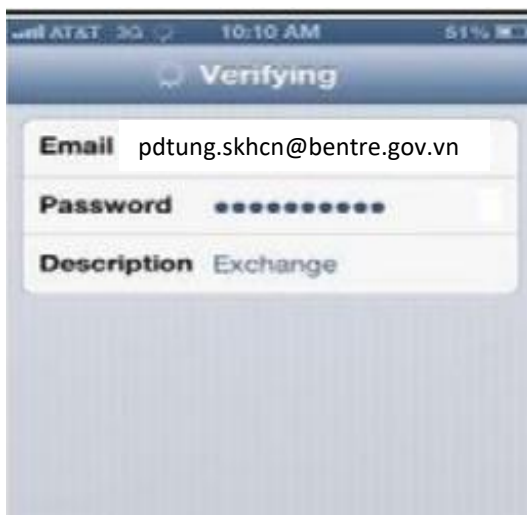 AT&T 3G 10:10 AM 51%
Verifying
Email pdtung.skhcn@bentre.gov.vn
Password ••••••••••
Description Exchange